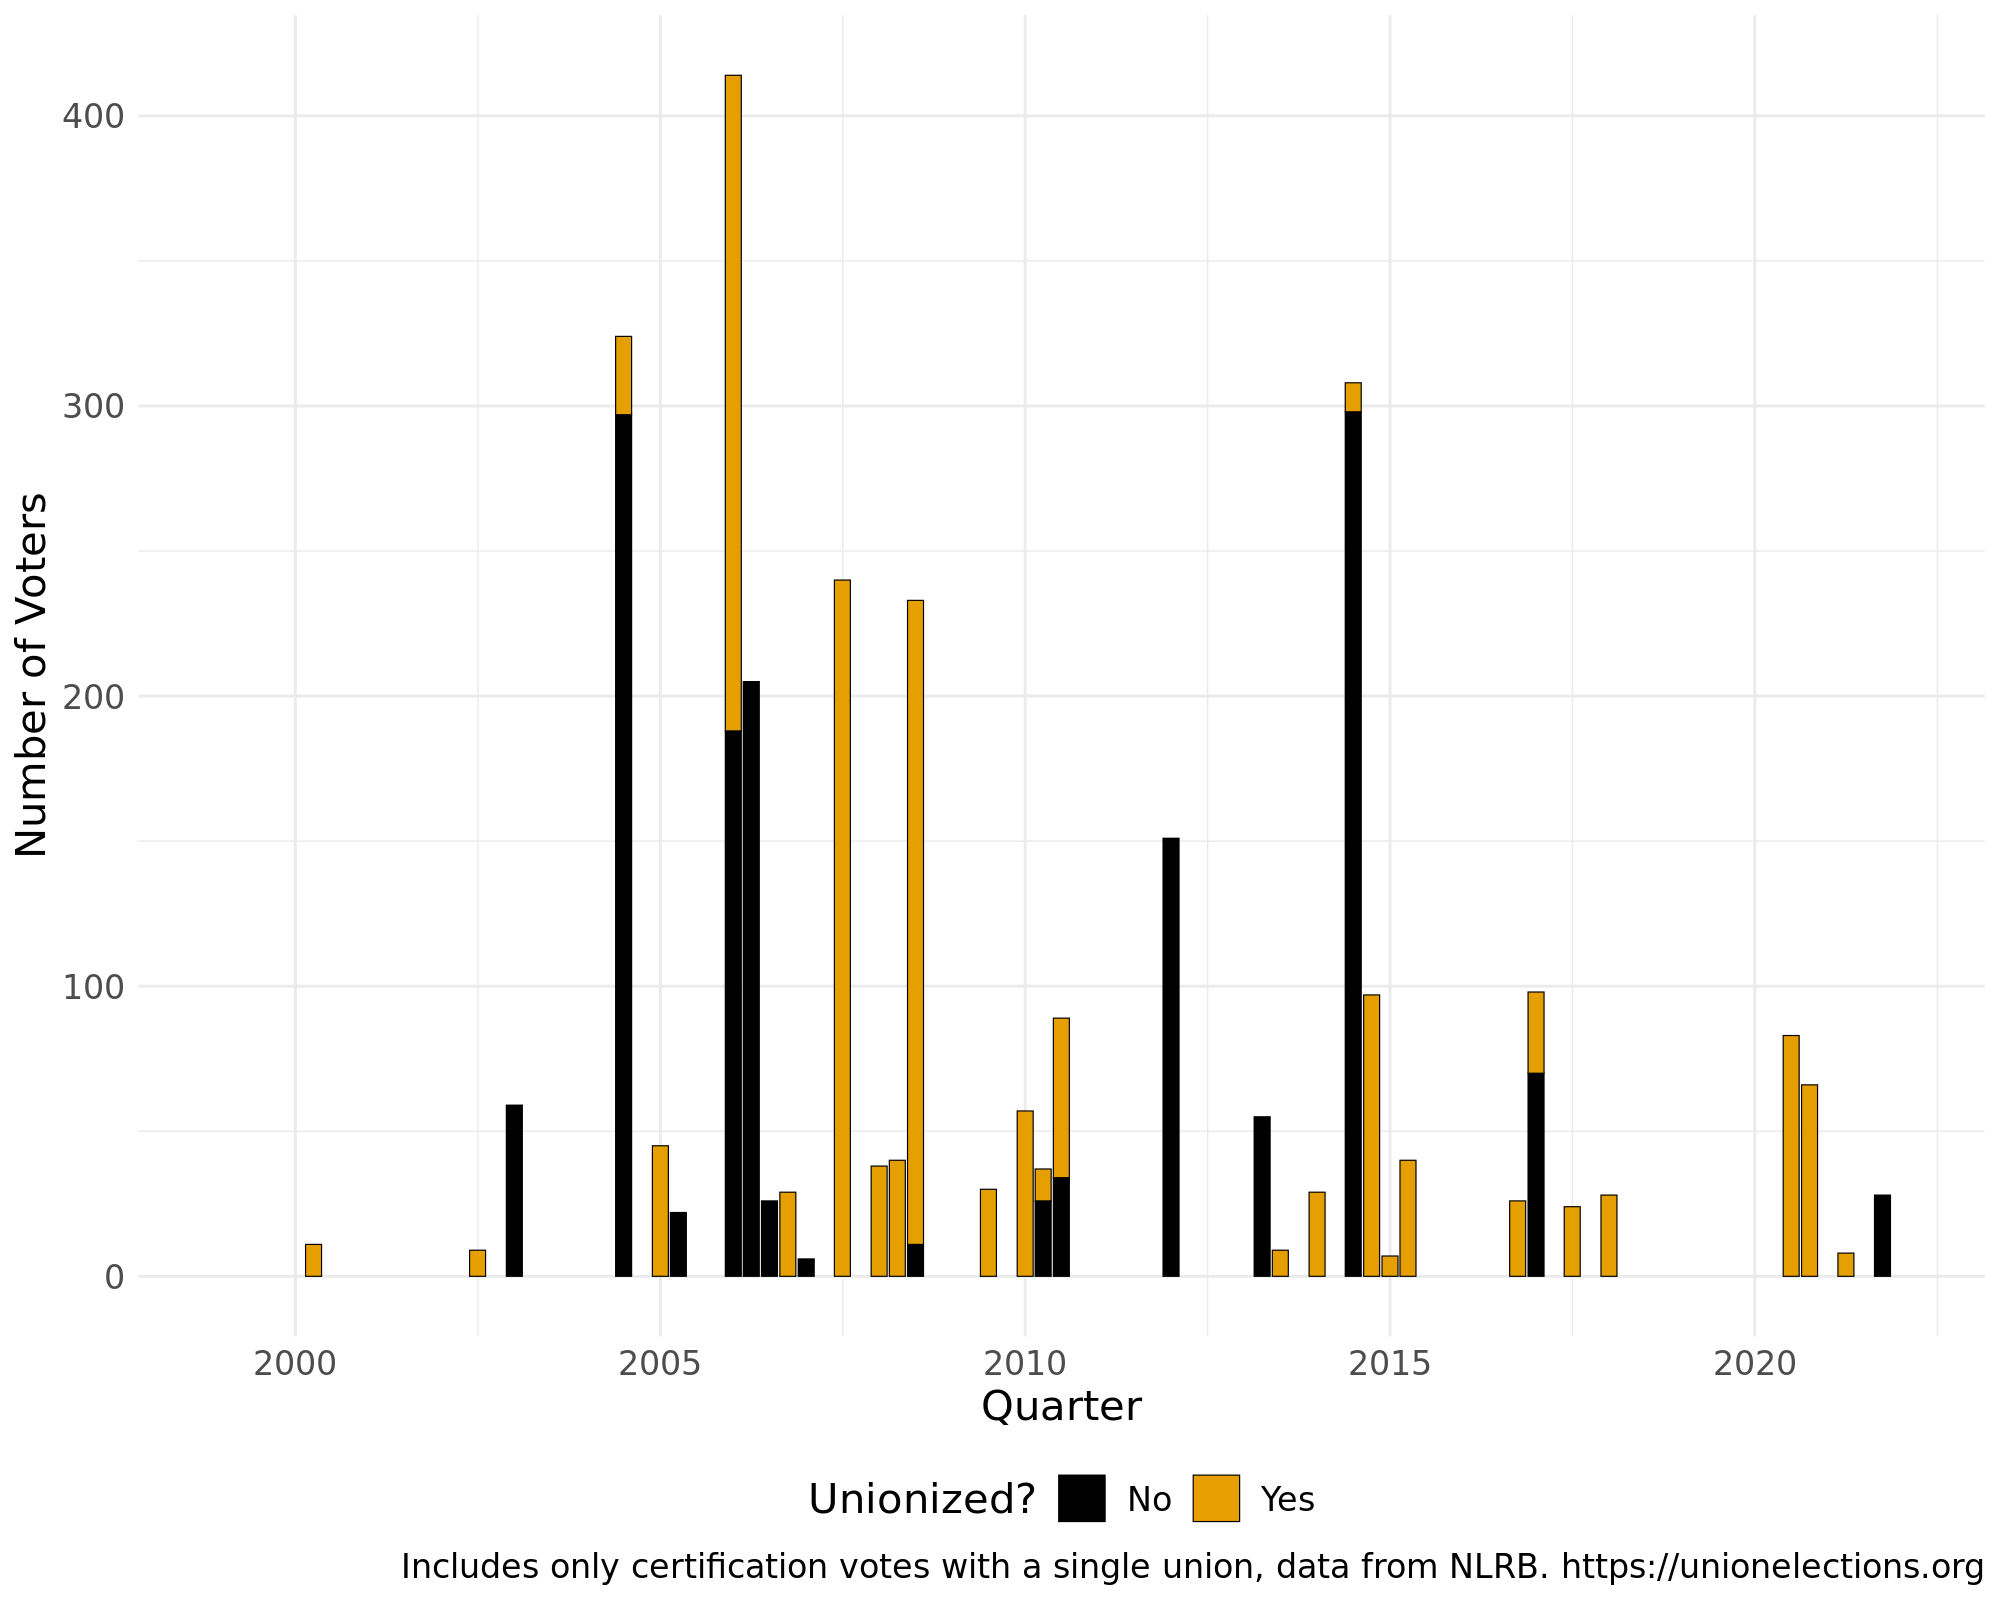 Number of Voters
400
300
200
100
0
2000 2005 2010 2015 2020
Quarter
Unionized? No Yes
Includes only certification votes with a single union, data from NLRB. https://unionelections.org